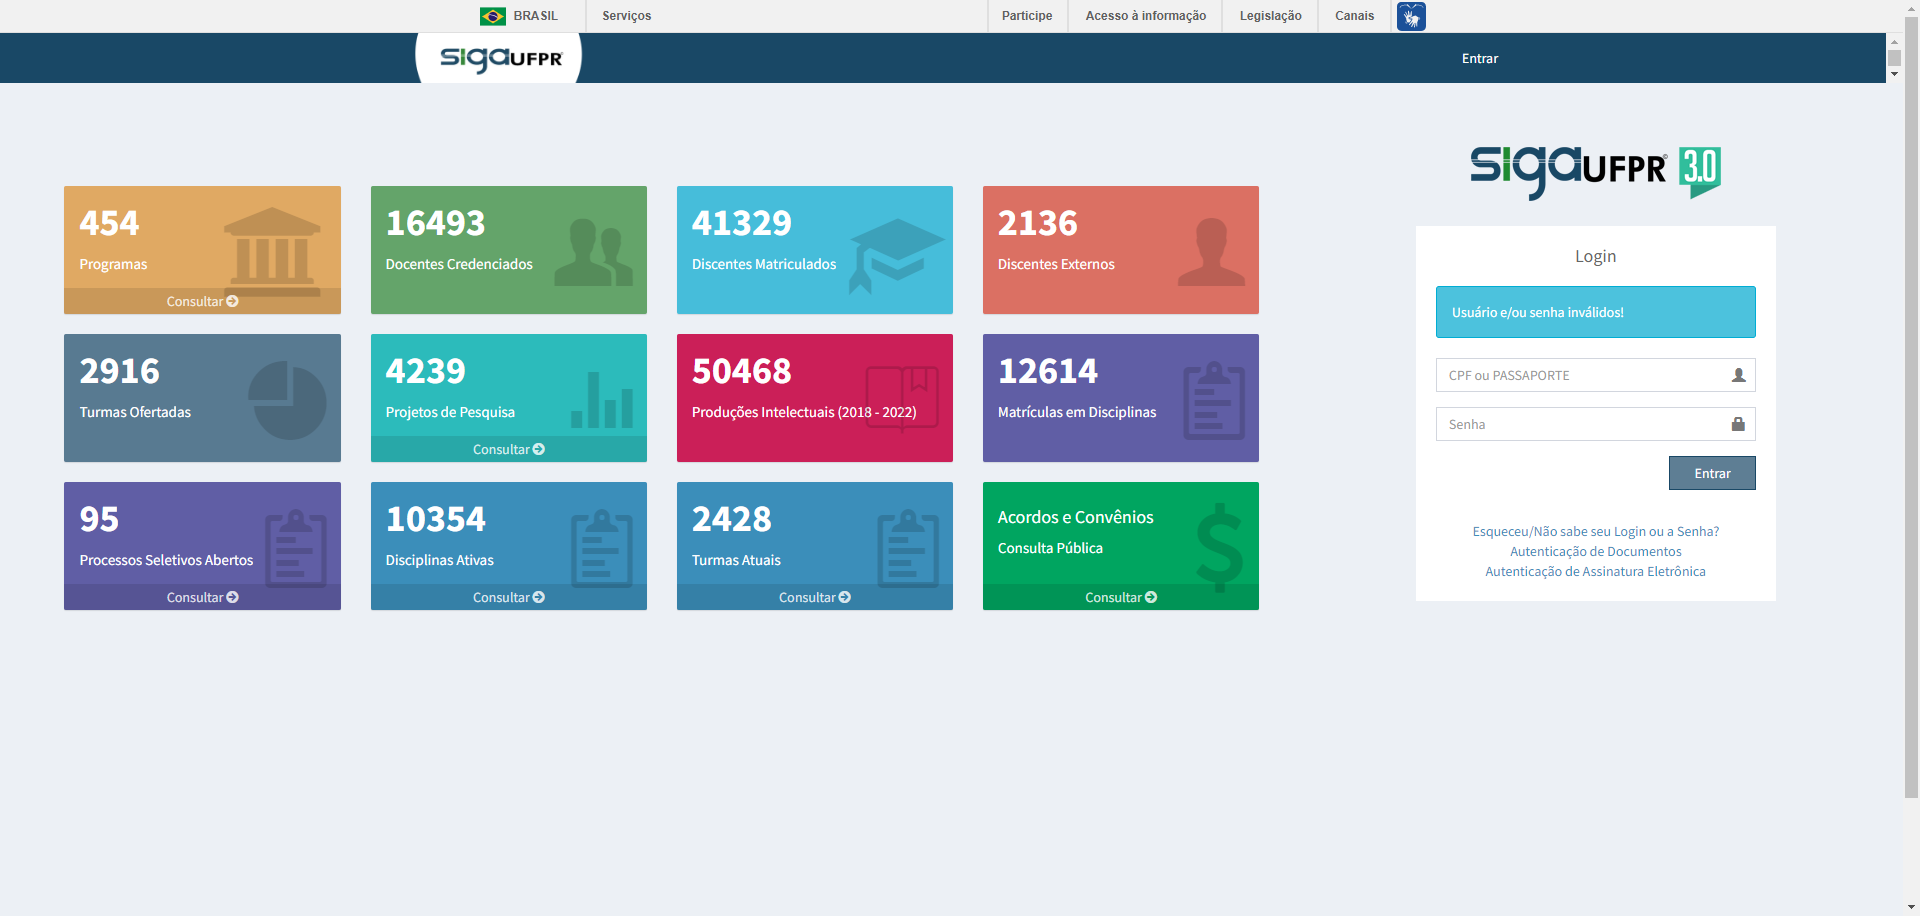 BRASIL
Serviços
Participe
Acesso à informação
Legislação
Canais
sigaUFPR
Entrar
sigaUFPR 3.0
454
Programas
Consultar
16493
Docentes Credenciados
41329
Discentes Matriculados
2136
Discentes Externos
2916
Turmas Ofertadas
4239
Projetos de Pesquisa
Consultar
50468
Produções Intelectuais (2018 - 2022)
12614
Matrículas em Disciplinas
95
Processos Seletivos Abertos
Consultar
10354
Disciplinas Ativas
Consultar
2428
Turmas Atuais
Consultar
Acordos e Convênios
Consulta Pública
Consultar
Login
Usuário e/ou senha inválidos!
CPF ou PASSAPORTE
Senha
Entrar
Esqueceu/Não sabe seu Login ou a Senha?
Autenticação de Documentos
Autenticação de Assinatura Eletrônica